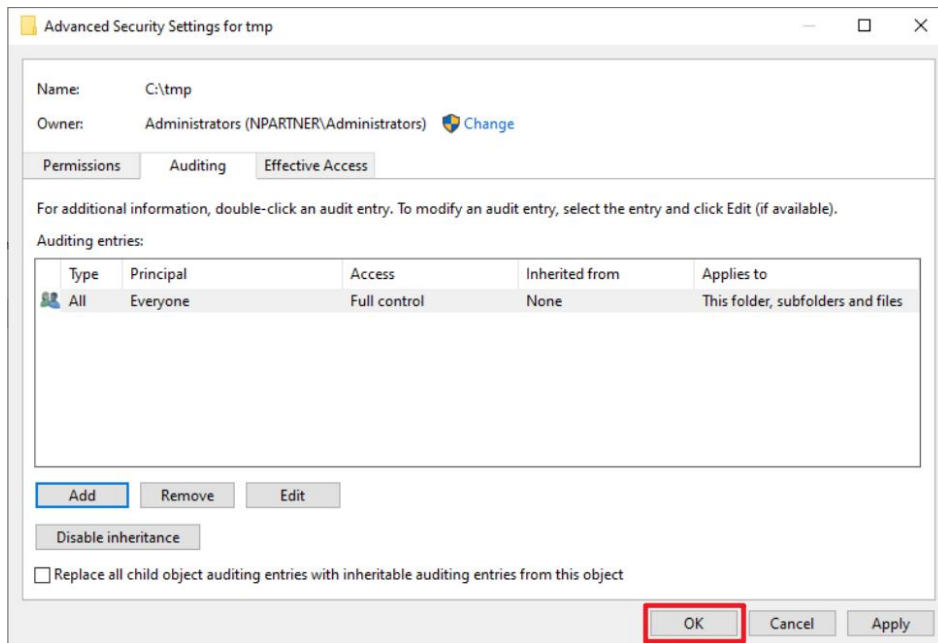 Advanced Security Settings for tmp
Name: C:\tmp
Owner: Administrators (NPARTNER\Administrators) Change
Permissions Auditing Effective Access
For additional information, double-click an audit entry. To modify an audit entry, select the entry and click Edit (if available).
Auditing entries:
Type Principal Access Inherited from Applies to
All Everyone Full control None This folder, subfolders and files
Add Remove Edit
Disable inheritance
Replace all child object auditing entries with inheritable auditing entries from this object
OK Cancel Apply